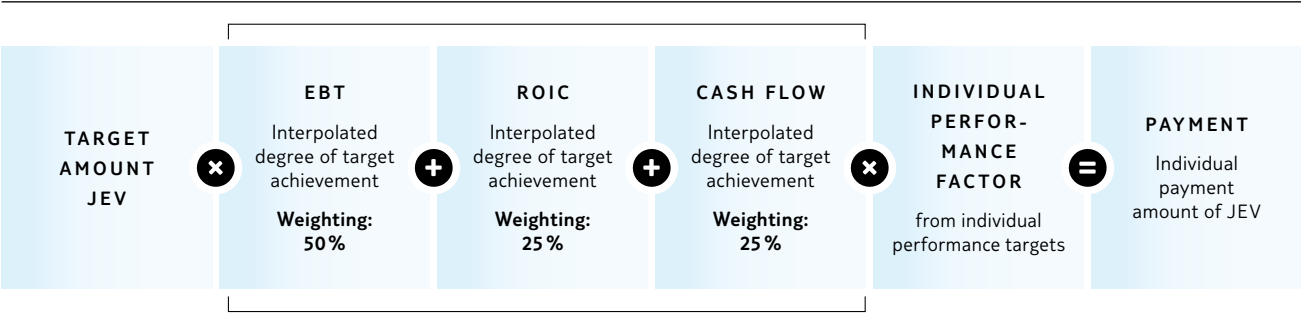 TARGET
AMOUNT
JEV
×
EBT
Interpolated
degree of target
achievement
Weighting:
50 %
+
ROIC
Interpolated
degree of target
achievement
Weighting:
25 %
+
CASH FLOW
Interpolated
degree of target
achievement
Weighting:
25 %
×
INDIVIDUAL
PERFOR-
MANCE
FACTOR
from individual
performance targets
=
PAYMENT
Individual
payment
amount of JEV